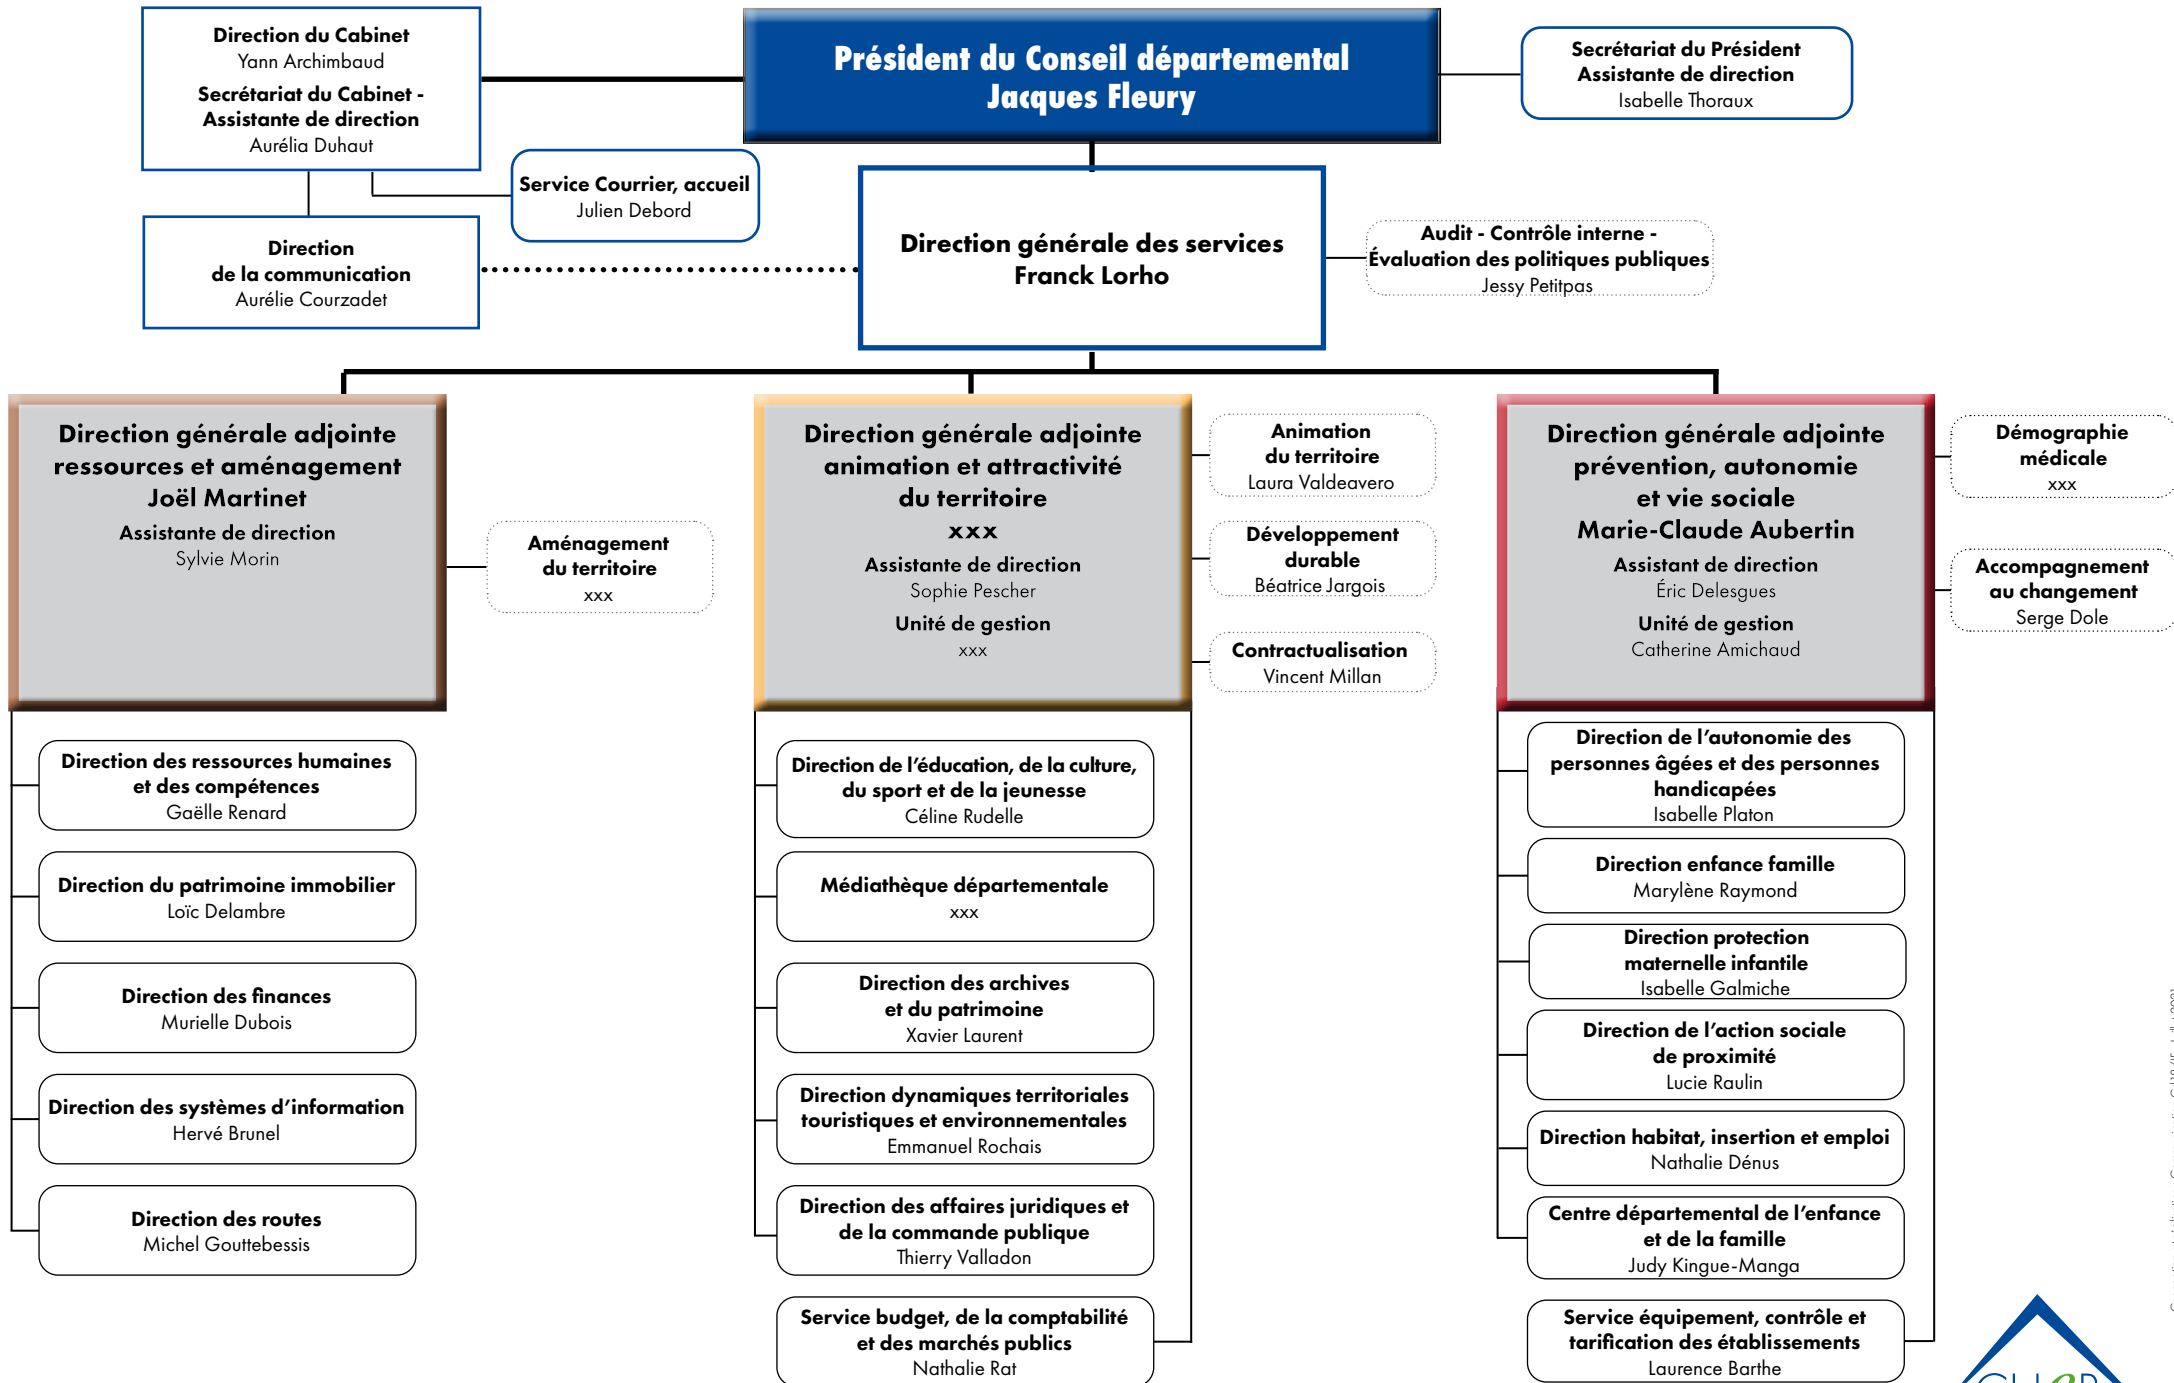 Direction du Cabinet
Yann Archimbaud
Secrétariat du Cabinet -
Assistante de direction
Aurélia Duhaut
Président du Conseil départemental
Jacques Fleury
Secrétariat du Président
Assistante de direction
Isabelle Thoraux
Service Courrier, accueil
Julien Debord
Direction
de la communication
Aurélie Courzadet
Direction générale des services
Franck Lorho
Audit - Contrôle interne -
Évaluation des politiques publiques
Jessy Petitpas
Direction générale adjointe
ressources et aménagement
Joël Martinet
Assistante de direction
Sylvie Morin
Aménagement
du territoire
xxx
Direction des ressources humaines
et des compétences
Gaëlle Renard
Direction du patrimoine immobilier
Loïc Delambre
Direction des finances
Murielle Dubois
Direction des systèmes d'information
Hervé Brunel
Direction des routes
Michel Gouttebessis
Direction générale adjointe
animation et attractivité
du territoire
xxx
Assistante de direction
Sophie Pescher
Unité de gestion
xxx
Animation
du territoire
Laura Valdeavero
Développement
durable
Béatrice Jargois
Contractualisation
Vincent Millan
Direction de l'éducation, de la culture,
du sport et de la jeunesse
Céline Rudelle
Médiathèque départementale
xxx
Direction des archives
et du patrimoine
Xavier Laurent
Direction dynamiques territoriales
touristiques et environnementales
Emmanuel Rochais
Direction des affaires juridiques et
de la commande publique
Thierry Valladon
Service budget, de la comptabilité
et des marchés publics
Nathalie Rat
Direction générale adjointe
prévention, autonomie
et vie sociale
Marie-Claude Aubertin
Assistant de direction
Éric Delesgues
Unité de gestion
Catherine Amichaud
Démographie
médicale
xxx
Accompagnement
au changement
Serge Dole
Direction de l'autonomie des
personnes âgées et des personnes
handicapées
Isabelle Platon
Direction enfance famille
Marylène Raymond
Direction protection
maternelle infantile
Isabelle Galmiche
Direction de l'action sociale
de proximité
Lucie Raulin
Direction habitat, insertion et emploi
Nathalie Dénus
Centre départemental de l'enfance
et de la famille
Judy Kingue-Manga
Service équipement, contrôle et
tarification des établissements
Laurence Barthe